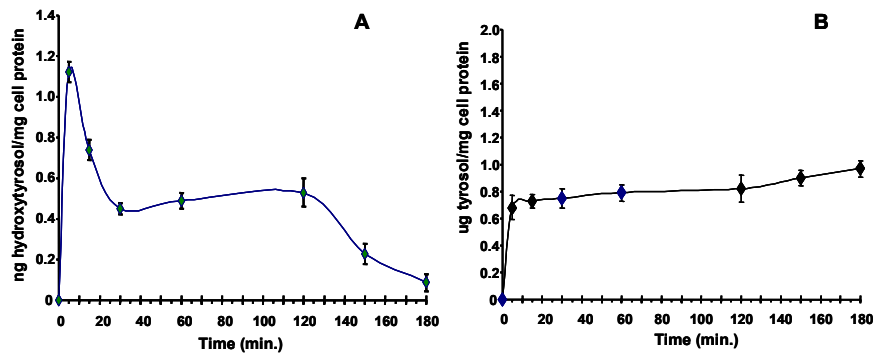 A
ng hydroxytyrosol/mg cell protein
1.4
1.2
1.0
0.8
0.6
0.4
0.2
0
0 20 40 60 80 100 120 140 160 180
Time (min.)
B
ug tyrosol/mg cell protein
2.0
1.8
1.6
1.4
1.2
1.0
0.8
0.6
0.4
0.2
0
0 20 40 60 80 100 120 140 160 180
Time (min.)